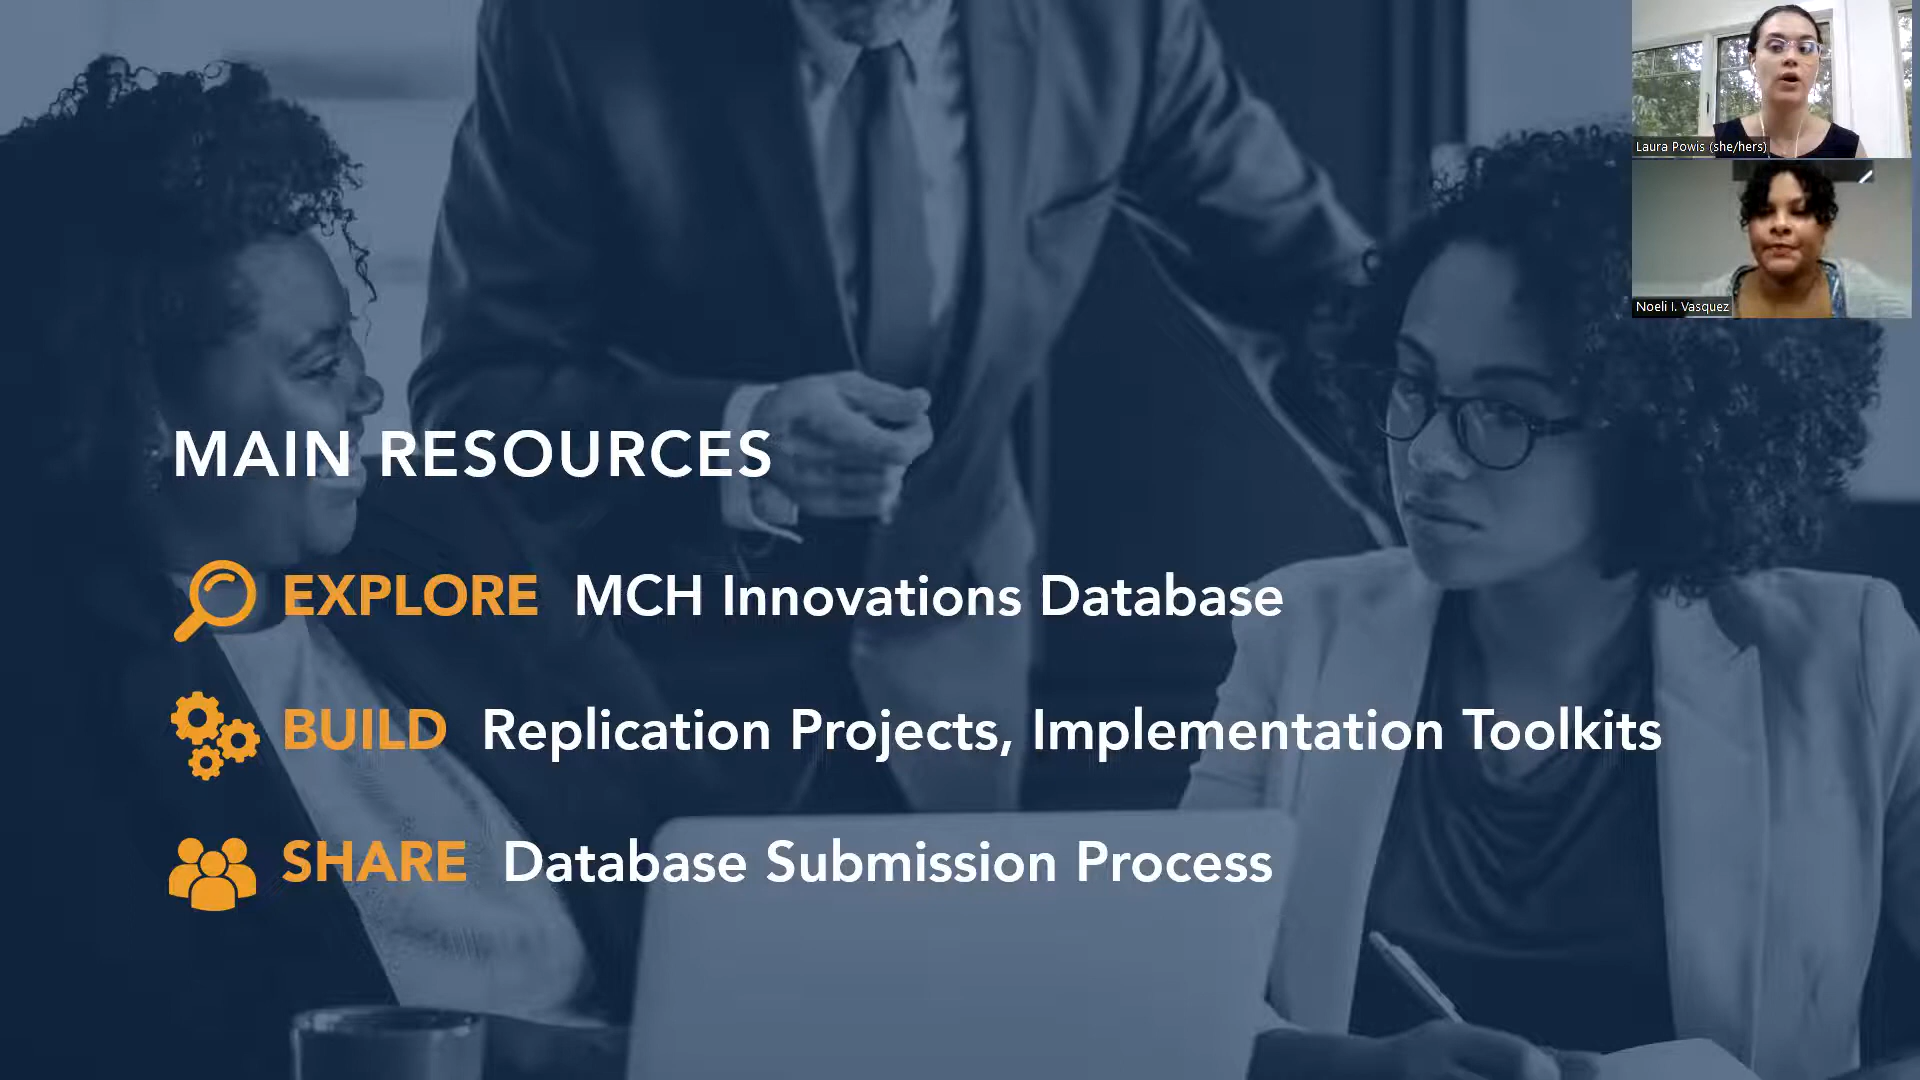 Laura Powis (she/hers)
Noeli I. Vasquez
MAIN RESOURCES
EXPLORE MCH Innovations Database
BUILD Replication Projects, Implementation Toolkits
SHARE Database Submission Process